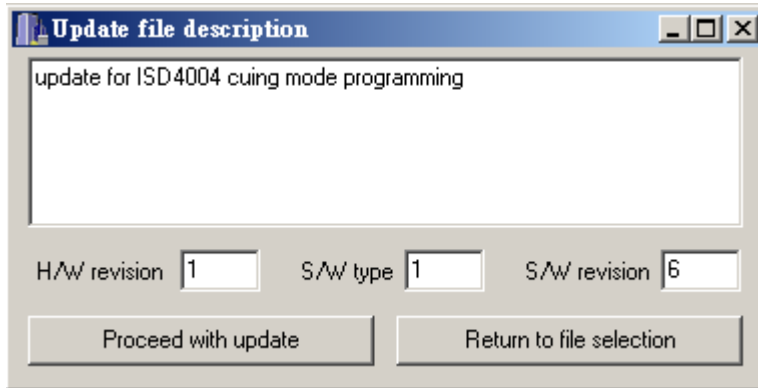 Update file description
update for ISD4004 cuing mode programming
H/W revision 1 S/W type 1 S/W revision 6
Proceed with update Return to file selection